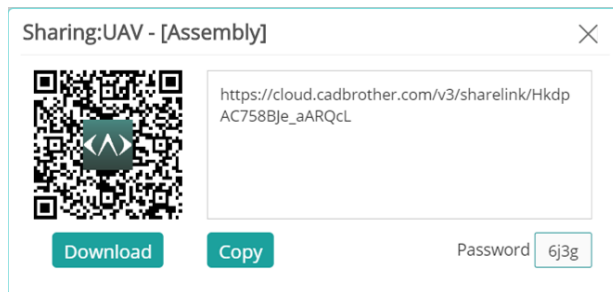 Sharing:UAV - [Assembly]
https://cloud.cadbrother.com/v3/sharelink/Hkdp
AC758BJe_aARQcL
Download
Copy
Password
6j3g